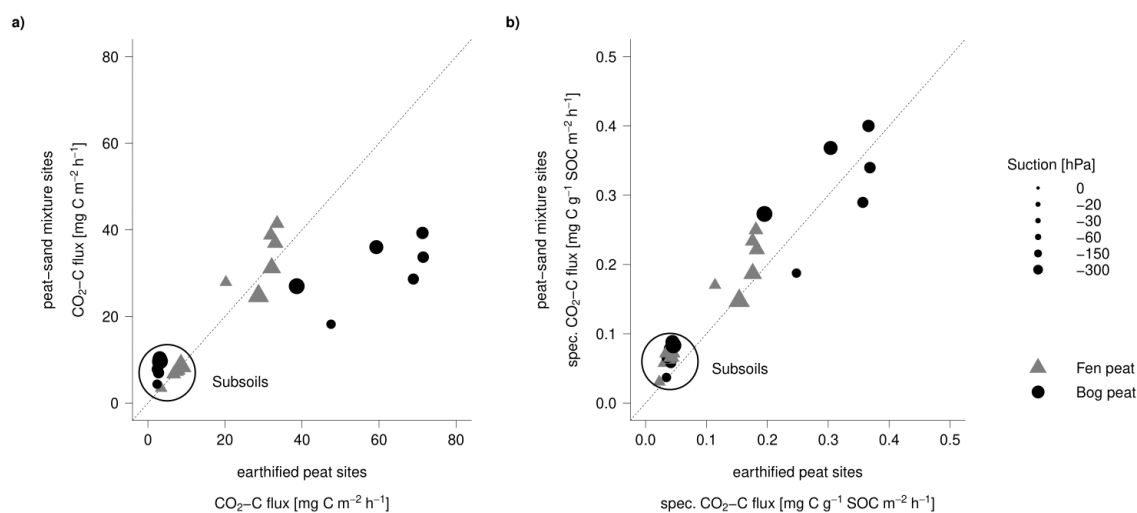 a)
80
60
40
20
0
peat−sand mixture sites
CO₂−C flux [mg C m⁻² h⁻¹]
Subsoils
0 20 40 60 80
earthified peat sites
CO₂−C flux [mg C m⁻² h⁻¹]
b)
0.5
0.4
0.3
0.2
0.1
0.0
peat−sand mixture sites
spec. CO₂−C flux [mg C g⁻¹ SOC m⁻² h⁻¹]
Subsoils
0.0 0.1 0.2 0.3 0.4 0.5
earthified peat sites
spec. CO₂−C flux [mg C g⁻¹ SOC m⁻² h⁻¹]
Suction [hPa]
0
−20
−30
−60
−150
−300
Fen peat
Bog peat